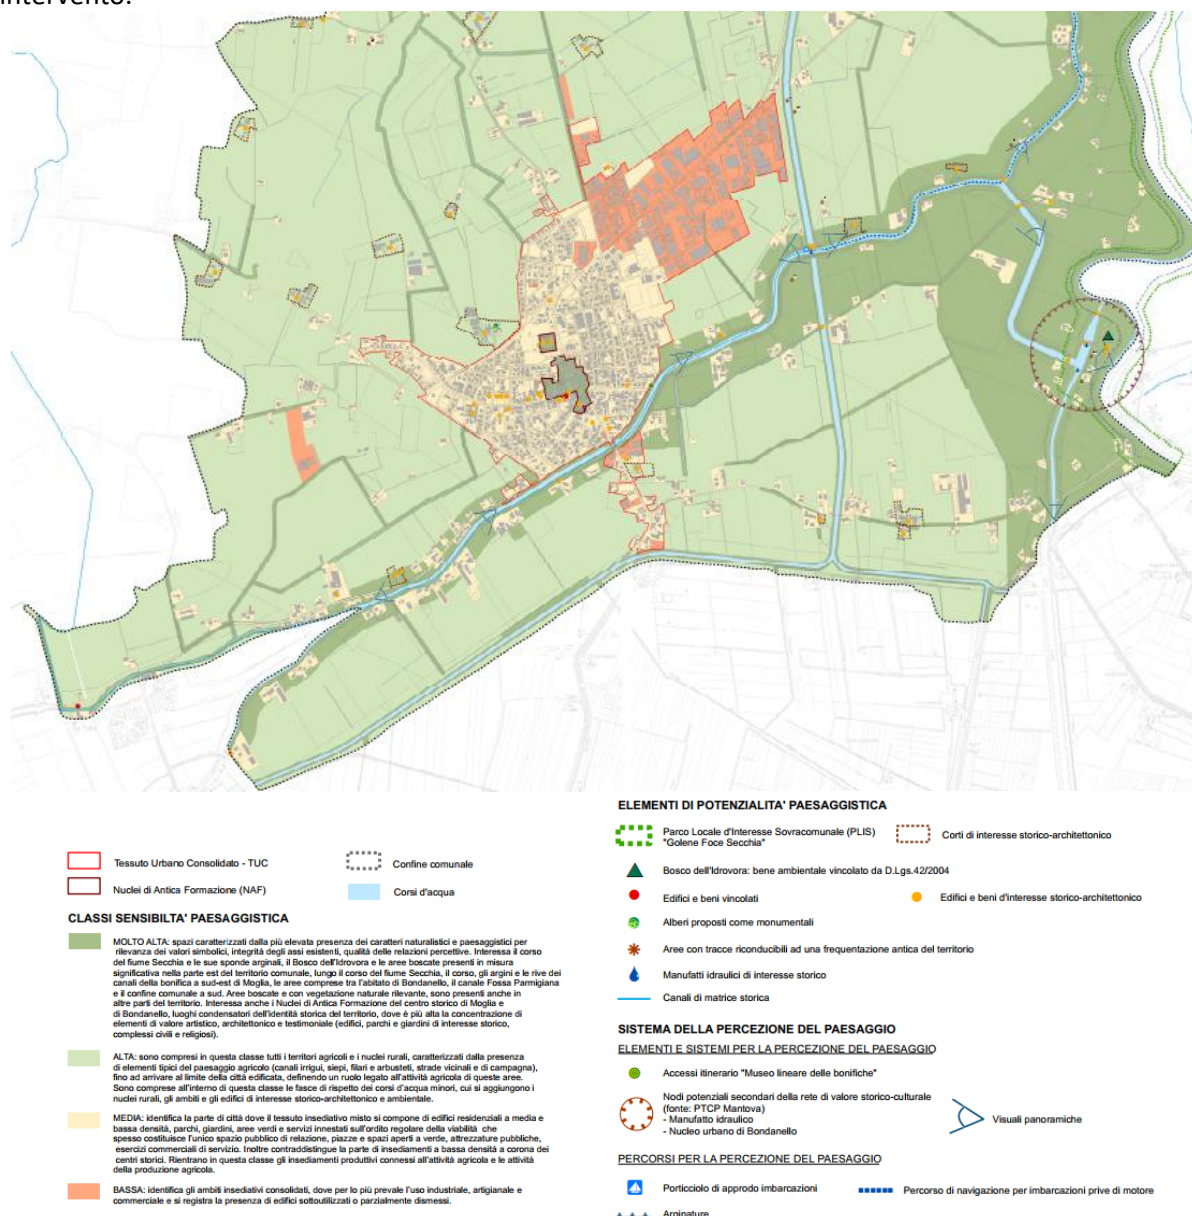 intervento.
Tessuto Urbano Consolidato - TUC
Nuclei di Antica Formazione (NAF)
Confine comunale
Corsi d'acqua
CLASSI SENSIBILTA' PAESAGGISTICA
MOLTO ALTA: spazi caratterizzati dalla più elevata presenza dei caratteri naturalistici e paesaggistici per
rilevanza dei valori simbolici, integrità degli assi esistenti, qualità delle relazioni percettive. Interessa il corso
del fiume Secchia e le sue sponde arginali, il Bosco dell'Idrovora e le aree boscate presenti in misura
significativa nella parte est del territorio comunale, lungo il corso del fiume Secchia, il corso, gli argini e le rive dei
canali della bonifica a sud-est di Moglia, le aree comprese tra l'abitato di Bondanello, il canale Fossa Parmigiana
e il confine comunale a sud. Aree boscate e con vegetazione naturale rilevante, sono presenti anche in
altre parti del territorio. Interessa anche i Nuclei di Antica Formazione del centro storico di Moglia e
di Bondanello, luoghi condensatori dell'identità storica del territorio, dove è più alta la concentrazione di
elementi di valore artistico, architettonico e testimoniale (edifici, parchi e giardini di interesse storico,
complessi civili e religiosi).
ALTA: sono compresi in questa classe tutti i territori agricoli e i nuclei rurali, caratterizzati dalla presenza
di elementi tipici del paesaggio agricolo (canali irrigui, siepi, filari e arbusteti, strade vicinali e di campagna),
fino ad arrivare al limite della città edificata, definendo un ruolo legato all'attività agricola di queste aree.
Sono comprese all'interno di questa classe le fasce di rispetto dei corsi d'acqua minori, cui si aggiungono i
nuclei rurali, gli ambiti e gli edifici di interesse storico-architettonico e ambientale.
MEDIA: identifica la parte di città dove il tessuto insediativo misto si compone di edifici residenziali a media e
bassa densità, parchi, giardini, aree verdi e servizi innestati sull'ordito regolare della viabilità che
spesso costituisce l'unico spazio pubblico di relazione, piazze e spazi aperti a verde, attrezzature pubbliche,
esercizi commerciali di servizio. Inoltre contraddistingue la parte di insediamenti a bassa densità a corona dei
centri storici. Rientrano in questa classe gli insediamenti produttivi connessi all'attività agricola e le attività
della produzione agricola.
BASSA: identifica gli ambiti insediativi consolidati, dove per lo più prevale l'uso industriale, artigianale e
commerciale e si registra la presenza di edifici sottoutilizzati o parzialmente dismessi.
ELEMENTI DI POTENZIALITA' PAESAGGISTICA
Parco Locale d'Interesse Sovracomunale (PLIS)
"Golene Foce Secchia"
Corti di interesse storico-architettonico
Bosco dell'Idrovora: bene ambientale vincolato da D.Lgs.42/2004
Edifici e beni vincolati
Edifici e beni d'interesse storico-architettonico
Alberi proposti come monumentali
Aree con tracce riconducibili ad una frequentazione antica del territorio
Manufatti idraulici di interesse storico
Canali di matrice storica
SISTEMA DELLA PERCEZIONE DEL PAESAGGIO
ELEMENTI E SISTEMI PER LA PERCEZIONE DEL PAESAGGIO
Accessi itinerario "Museo lineare delle bonifiche"
Nodi potenziali secondari della rete di valore storico-culturale
(fonte: PTCP Mantova)
- Manufatto idraulico
- Nucleo urbano di Bondanello
Visuali panoramiche
PERCORSI PER LA PERCEZIONE DEL PAESAGGIO
Porticciolo di approdo imbarcazioni
Percorso di navigazione per imbarcazioni prive di motore
Arginature